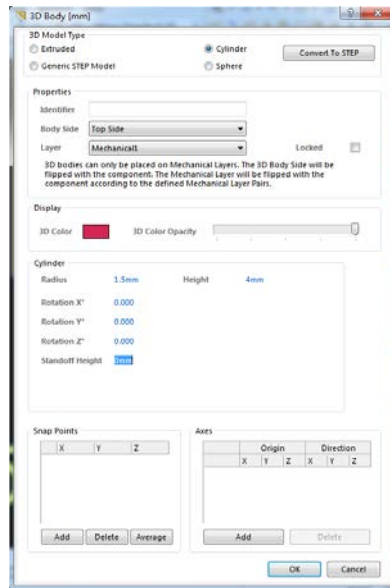 3D Body [mm]
3D Model Type
Extruded
Cylinder
Convert To STEP
Generic STEP Model
Sphere
Properties
Identifier
Body Side Top Side
Layer Mechanical1 Locked
3D bodies can only be placed on Mechanical Layers. The 3D Body Side will be
flipped with the component. The Mechanical Layer will be flipped with the
component according to the defined Mechanical Layer Pairs.
Display
3D Color 3D Color Opacity
Cylinder
Radius 1.5mm Height 4mm
Rotation X° 0.000
Rotation Y° 0.000
Rotation Z° 0.000
Standoff Height 0mm
Snap Points
X Y Z
Add Delete Average
Axes
Origin Direction
X Y Z X Y Z
Add Delete
OK Cancel